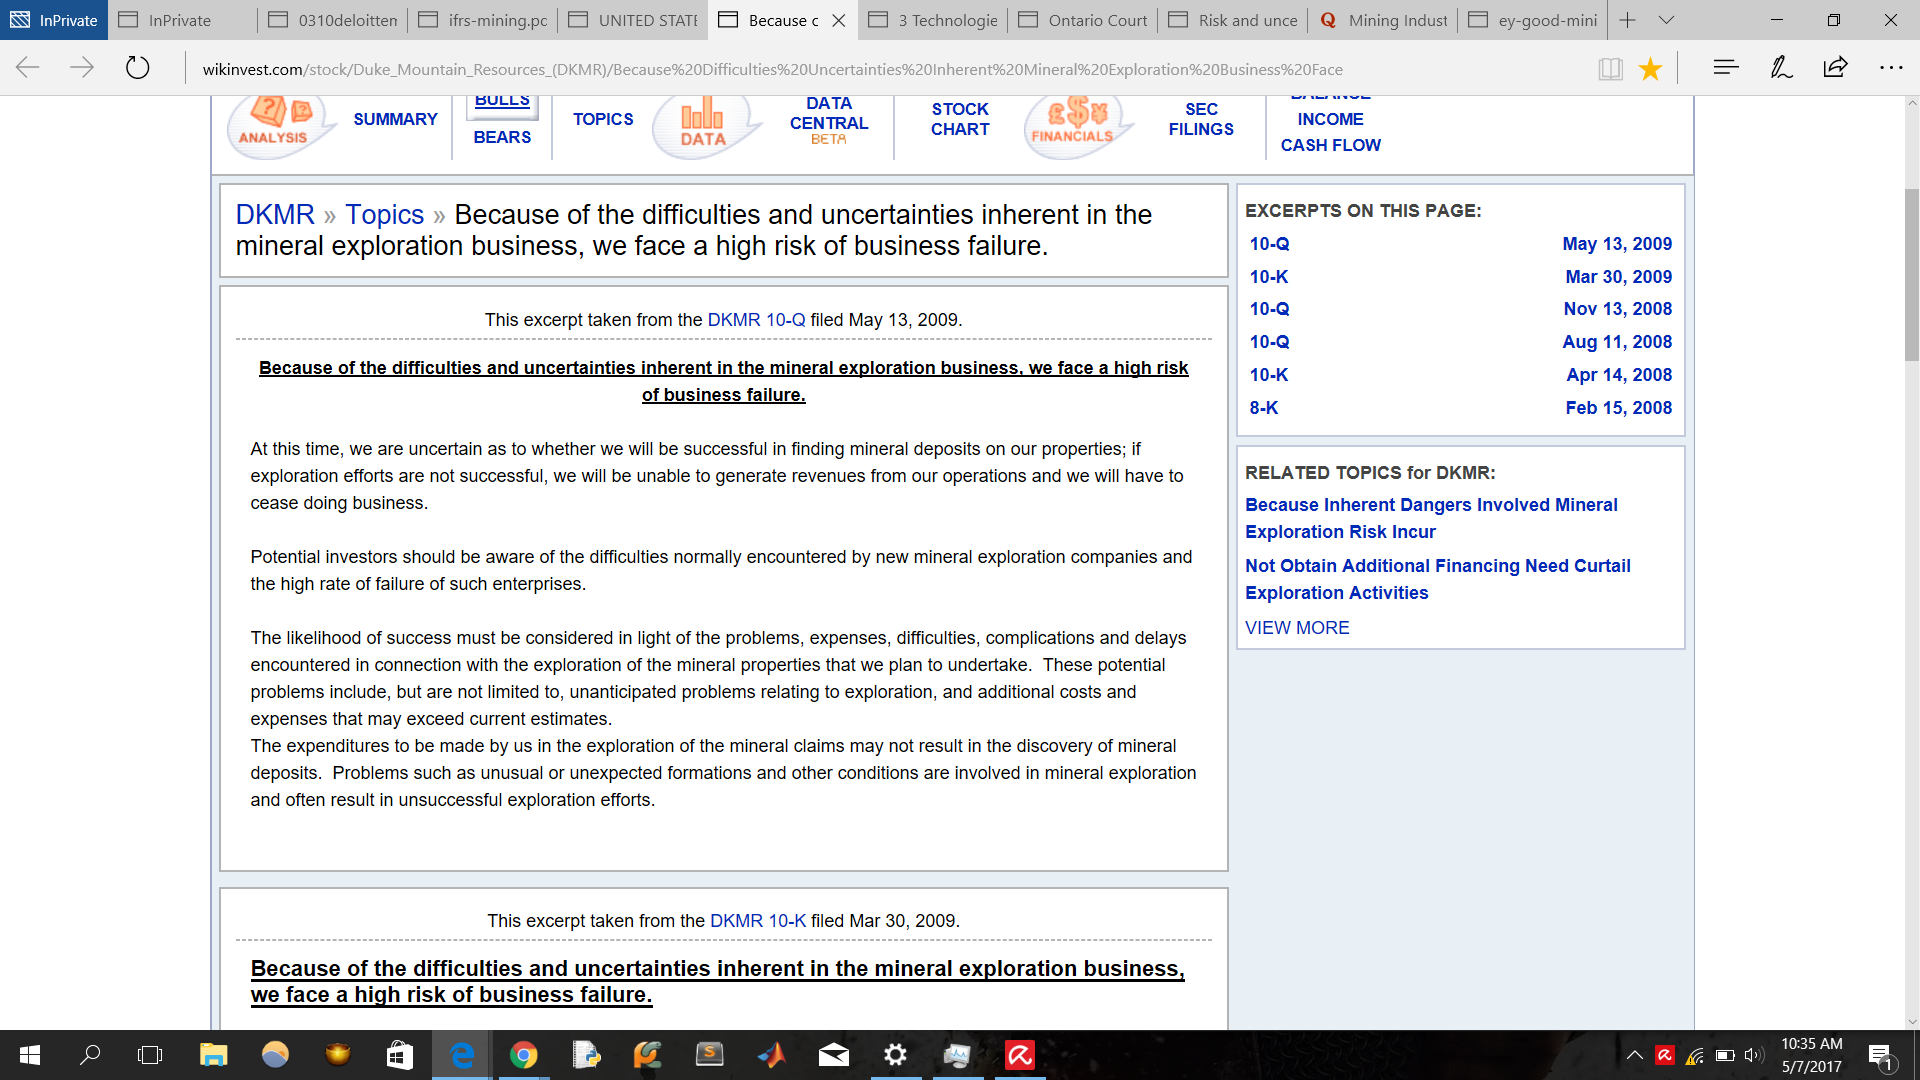 InPrivate
InPrivate
0310deloitten
ifrs-mining.pc
UNITED STATE
Because c
3 Technologie
Ontario Court
Risk and unce
Mining Indust
ey-good-mini
wikinvest.com/stock/Duke_Mountain_Resources_(DKMR)/Because%20Difficulties%20Uncertainties%20Inherent%20Mineral%20Exploration%20Business%20Face
ANALYSIS
SUMMARY
BULLS
BEARS
TOPICS
DATA
DATA
CENTRAL
BETA
STOCK
CHART
FINANCIALS
SEC
FILINGS
BALANCE
INCOME
CASH FLOW
DKMR » Topics » Because of the difficulties and uncertainties inherent in the
mineral exploration business, we face a high risk of business failure.
This excerpt taken from the DKMR 10-Q filed May 13, 2009.
Because of the difficulties and uncertainties inherent in the mineral exploration business, we face a high risk
of business failure.
At this time, we are uncertain as to whether we will be successful in finding mineral deposits on our properties; if
exploration efforts are not successful, we will be unable to generate revenues from our operations and we will have to
cease doing business.
Potential investors should be aware of the difficulties normally encountered by new mineral exploration companies and
the high rate of failure of such enterprises.
The likelihood of success must be considered in light of the problems, expenses, difficulties, complications and delays
encountered in connection with the exploration of the mineral properties that we plan to undertake.  These potential
problems include, but are not limited to, unanticipated problems relating to exploration, and additional costs and
expenses that may exceed current estimates.
The expenditures to be made by us in the exploration of the mineral claims may not result in the discovery of mineral
deposits.  Problems such as unusual or unexpected formations and other conditions are involved in mineral exploration
and often result in unsuccessful exploration efforts.
This excerpt taken from the DKMR 10-K filed Mar 30, 2009.
Because of the difficulties and uncertainties inherent in the mineral exploration business,
we face a high risk of business failure.
EXCERPTS ON THIS PAGE:
10-Q May 13, 2009
10-K Mar 30, 2009
10-Q Nov 13, 2008
10-Q Aug 11, 2008
10-K Apr 14, 2008
8-K Feb 15, 2008
RELATED TOPICS for DKMR:
Because Inherent Dangers Involved Mineral
Exploration Risk Incur
Not Obtain Additional Financing Need Curtail
Exploration Activities
VIEW MORE
10:35 AM
5/7/2017
1